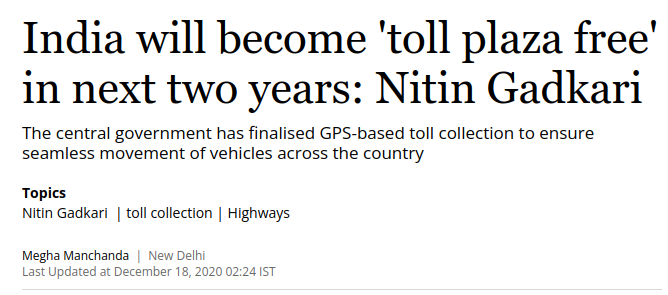 India will become 'toll plaza free'
in next two years: Nitin Gadkari
The central government has finalised GPS-based toll collection to ensure
seamless movement of vehicles across the country
Topics
Nitin Gadkari | toll collection | Highways
Megha Manchanda | New Delhi
Last Updated at December 18, 2020 02:24 IST